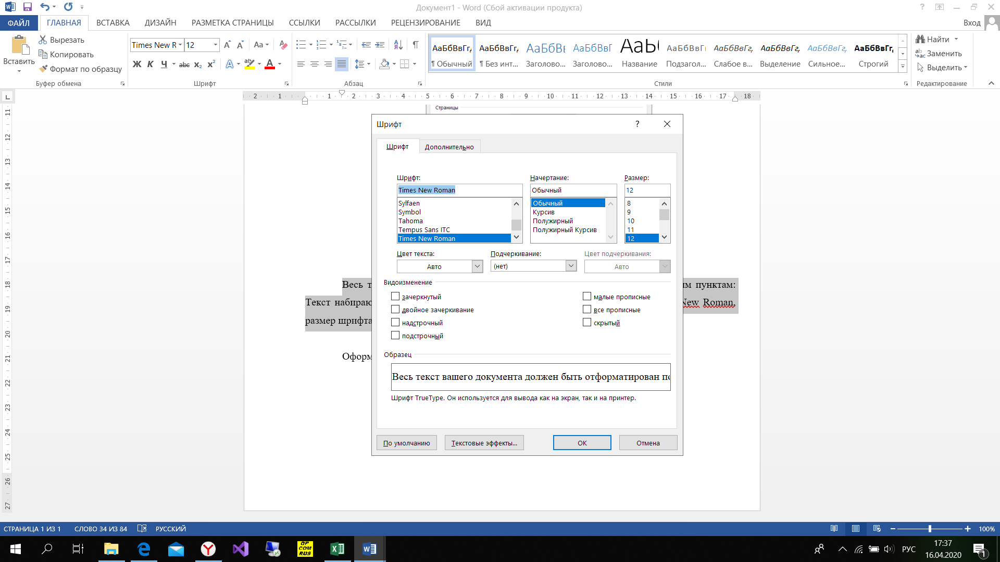 Документ1 - Word (Сбой активации продукта)
ФАЙЛ ГЛАВНАЯ ВСТАВКА ДИЗАЙН РАЗМЕТКА СТРАНИЦЫ ССЫЛКИ РАССЫЛКИ РЕЦЕНЗИРОВАНИЕ ВИД Вход
Вставить
Вырезать
Копировать
Формат по образцу
Буфер обмена
Times New R 12
Aa
Ж К Ч abc x₂ x² A A
Шрифт
Абзац
АаБбВвГг, АаБбВвГг, АаБбВв АаБбВвГ АаБ АаБбВвГг АаБбВвГг, АаБбВвГг, АаБбВвГг, АаБбВвГг,
¶ Обычный ¶ Без инт... Заголово... Заголово... Название Подзагол... Слабое в... Выделение Сильное... Строгий
Стили
Найти
Заменить
Выделить
Редактирование
2 1 1 2 3 4 5 6 7 8 9 10 11 12 13 14 15 16 17 18
11
12
13
14
15
16
17
18
19
20
21
22
23
24
25
26
27
Страницы
Весь т
м пунктам:
Текст набираю
New Roman,
размер шрифта
Оформ
Шрифт ?
Шрифт Дополнительно
Шрифт: Начертание: Размер:
Times New Roman Обычный 12
Sylfaen Обычный 8
Symbol Курсив 9
Tahoma Полужирный 10
Tempus Sans ITC Полужирный Курсив 11
Times New Roman 12
Цвет текста: Подчеркивание: Цвет подчеркивания:
Авто (нет) Авто
Видоизменение
зачеркнутый малые прописные
двойное зачеркивание все прописные
надстрочный скрытый
подстрочный
Образец
Весь текст вашего документа должен быть отформатирован по
Шрифт TrueType. Он используется для вывода как на экран, так и на принтер.
По умолчанию Текстовые эффекты... ОК Отмена
СТРАНИЦА 1 ИЗ 1 СЛОВО 34 ИЗ 84 РУССКИЙ 100%
OP COM RUS
РУС
17:37
16.04.2020
1